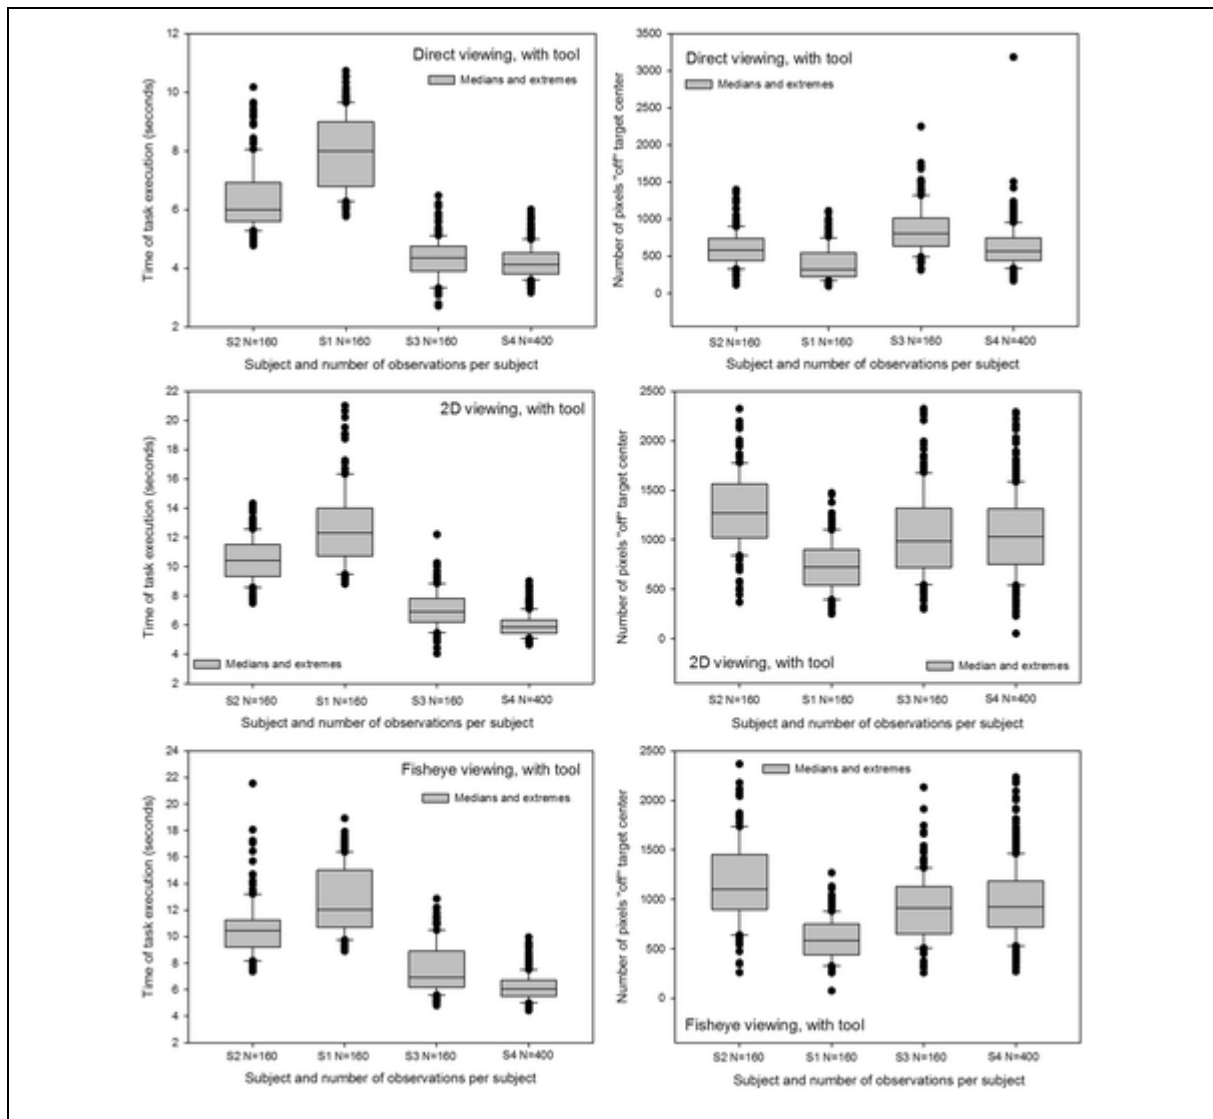 Direct viewing, with tool
Medians and extremes
Time of task execution (seconds)
12
10
8
6
4
2
S2 N=160 S1 N=160 S3 N=160 S4 N=400
Subject and number of observations per subject
Direct viewing, with tool
Medians and extremes
Number of pixels "off" target center
3500
3000
2500
2000
1500
1000
500
0
S2 N=160 S1 N=160 S3 N=160 S4 N=400
Subject and number of observations per subject
2D viewing, with tool
Time of task execution (seconds)
22
20
18
16
14
12
10
8
6
4
2
Medians and extremes
S2 N=160 S1 N=160 S3 N=160 S4 N=400
Subject and number of observations per subject
Number of pixels "off" target center
2500
2000
1500
1000
500
0
2D viewing, with tool
Median and extremes
S2 N=160 S1 N=160 S3 N=160 S4 N=400
Subject and number of observations per subject
Fisheye viewing, with tool
Medians and extremes
Time of task execution (seconds)
24
22
20
18
16
14
12
10
8
6
4
2
S2 N=160 S1 N=160 S3 N=160 S4 N=400
Subject and number of observations per subject
Medians and extremes
Number of pixels "off" target center
2500
2000
1500
1000
500
0
Fisheye viewing, with tool
S2 N=160 S1 N=160 S3 N=160 S4 N=400
Subject and number of observations per subject